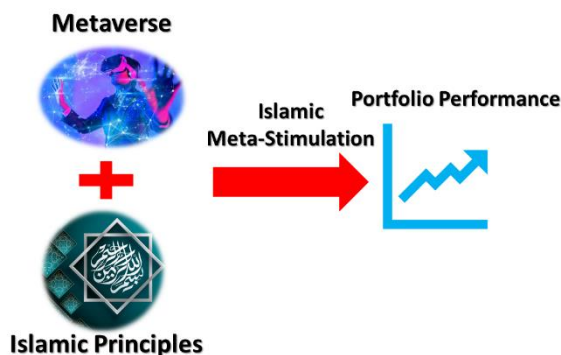 Metaverse
Islamic
Meta-Stimulation
Portfolio Performance
Islamic Principles